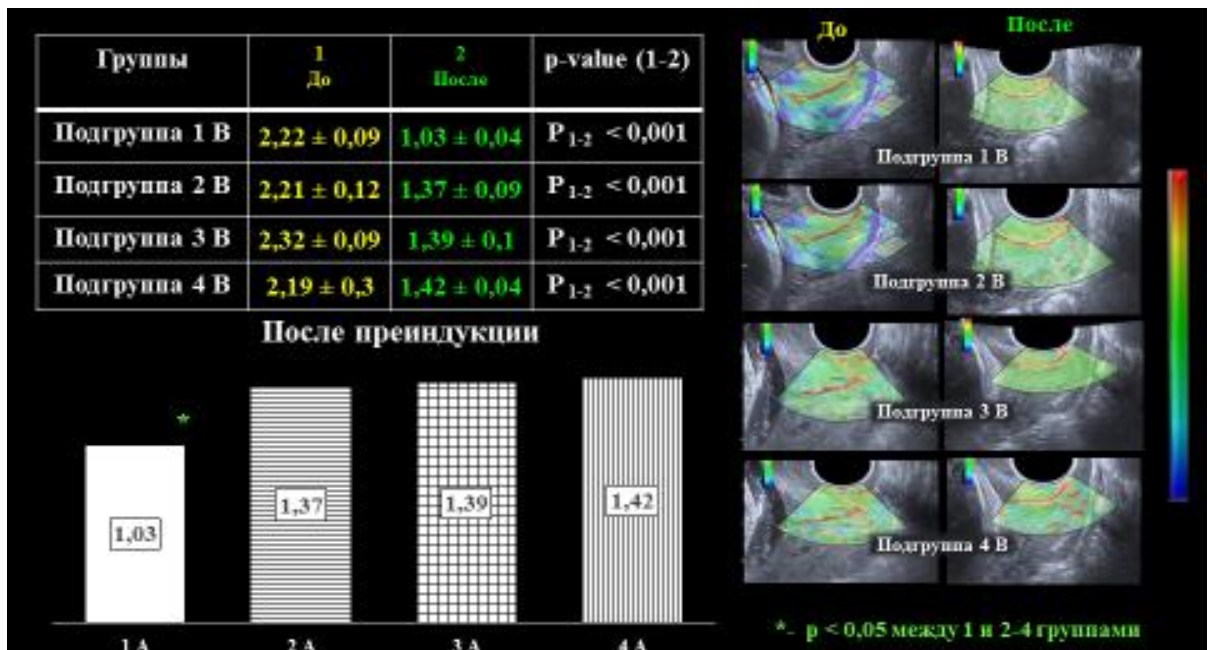 Группы 1 До 2 После p-value (1-2)
Подгруппа 1 В 2,22 ± 0,09 1,03 ± 0,04 P1-2 < 0,001
Подгруппа 2 В 2,21 ± 0,12 1,37 ± 0,09 P1-2 < 0,001
Подгруппа 3 В 2,32 ± 0,09 1,39 ± 0,1 P1-2 < 0,001
Подгруппа 4 В 2,19 ± 0,3 1,42 ± 0,04 P1-2 < 0,001
После преиндукции
*
1,03 1,37 1,39 1,42
1 А 2 А 3 А 4 А
До После
Подгруппа 1 В
Подгруппа 2 В
Подгруппа 3 В
Подгруппа 4 В
*- p < 0,05 между 1 и 2-4 группами